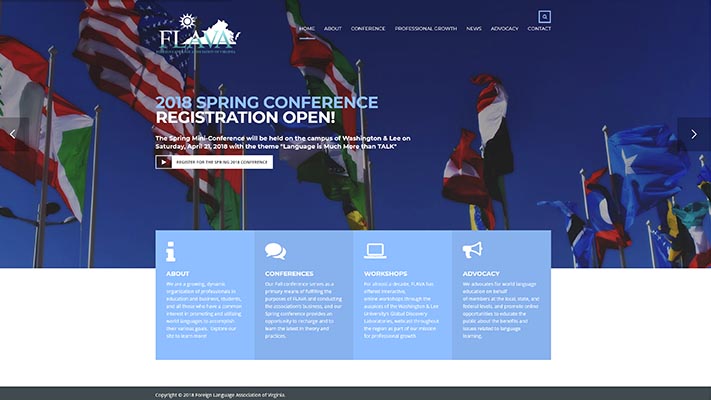 FLAVA
FOREIGN LANGUAGE ASSOCIATION OF VIRGINIA
HOME
ABOUT
CONFERENCE
PROFESSIONAL GROWTH
NEWS
ADVOCACY
CONTACT
2018 SPRING CONFERENCE
REGISTRATION OPEN!
The Spring Mini-Conference will be held on the campus of Washington & Lee on
Saturday, April 21, 2018 with the theme "Language is Much More than TALK"
REGISTER FOR THE SPRING 2018 CONFERENCE
ABOUT
We are a growing, dynamic
organization of professionals in
education and business, students,
and all those who have a common
interest in promoting and utilizing
world languages to accomplish
their various goals. Explore our
site to learn more!
CONFERENCES
Our Fall conference serves as a
primary means of fulfilling the
purposes of FLAVA and conducting
the association's business, and our
Spring conference provides an
opportunity to recharge and to
learn the latest in theory and
practices.
WORKSHOPS
For almost a decade, FLAVA has
offered interactive,
online workshops through the
auspices of the Washington & Lee
University's Global Discovery
Laboratories, webcast throughout
the region as part of our mission
for professional growth.
ADVOCACY
We advocates for world language
education on behalf
of members at the local, state, and
federal levels, and promote online
opportunities to educate the
public about the benefits and
issues related to language
learning.
Copyright © 2018 Foreign Language Association of Virginia.